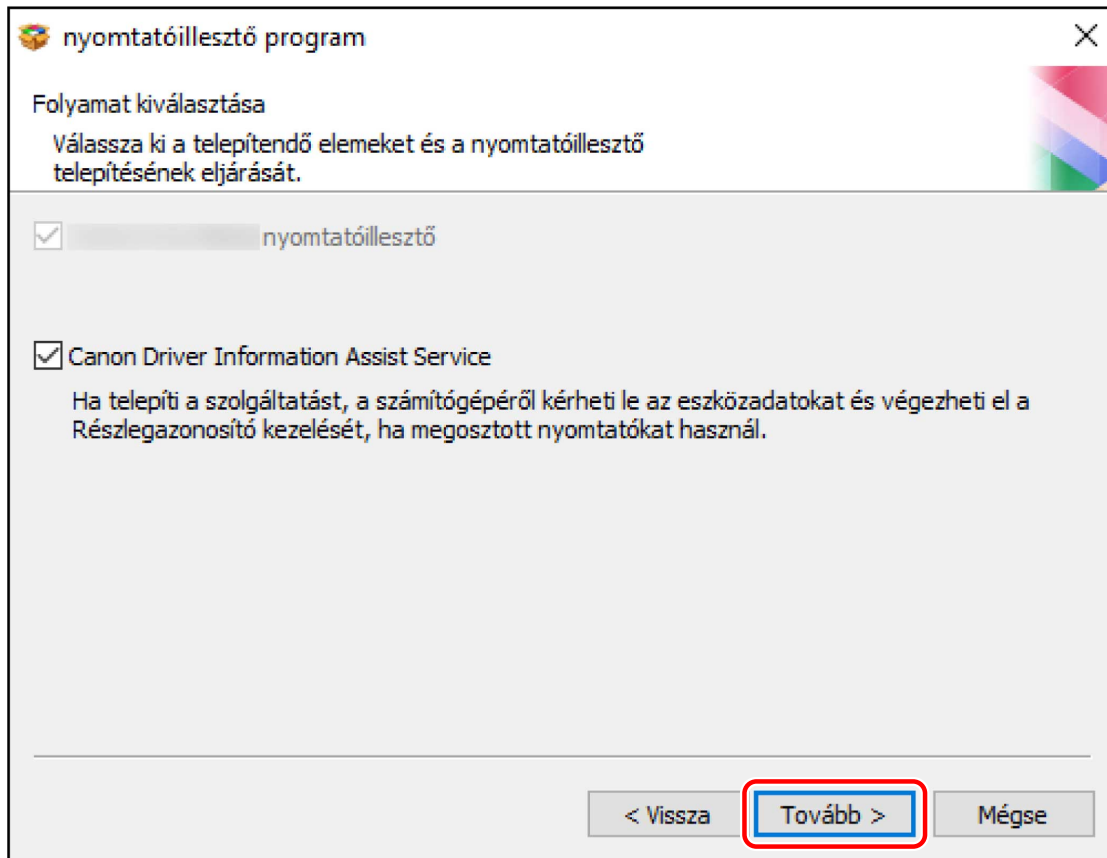 nyomtatóillesztő program
Folyamat kiválasztása
Válassza ki a telepítendő elemeket és a nyomtatóillesztő
telepítésének eljárását.
nyomtatóillesztő
Canon Driver Information Assist Service
Ha telepíti a szolgáltatást, a számítógépéről kérheti le az eszközadatokat és végezheti el a
Részlegazonosító kezelését, ha megosztott nyomtatókat használ.
< Vissza
Tovább >
Mégse